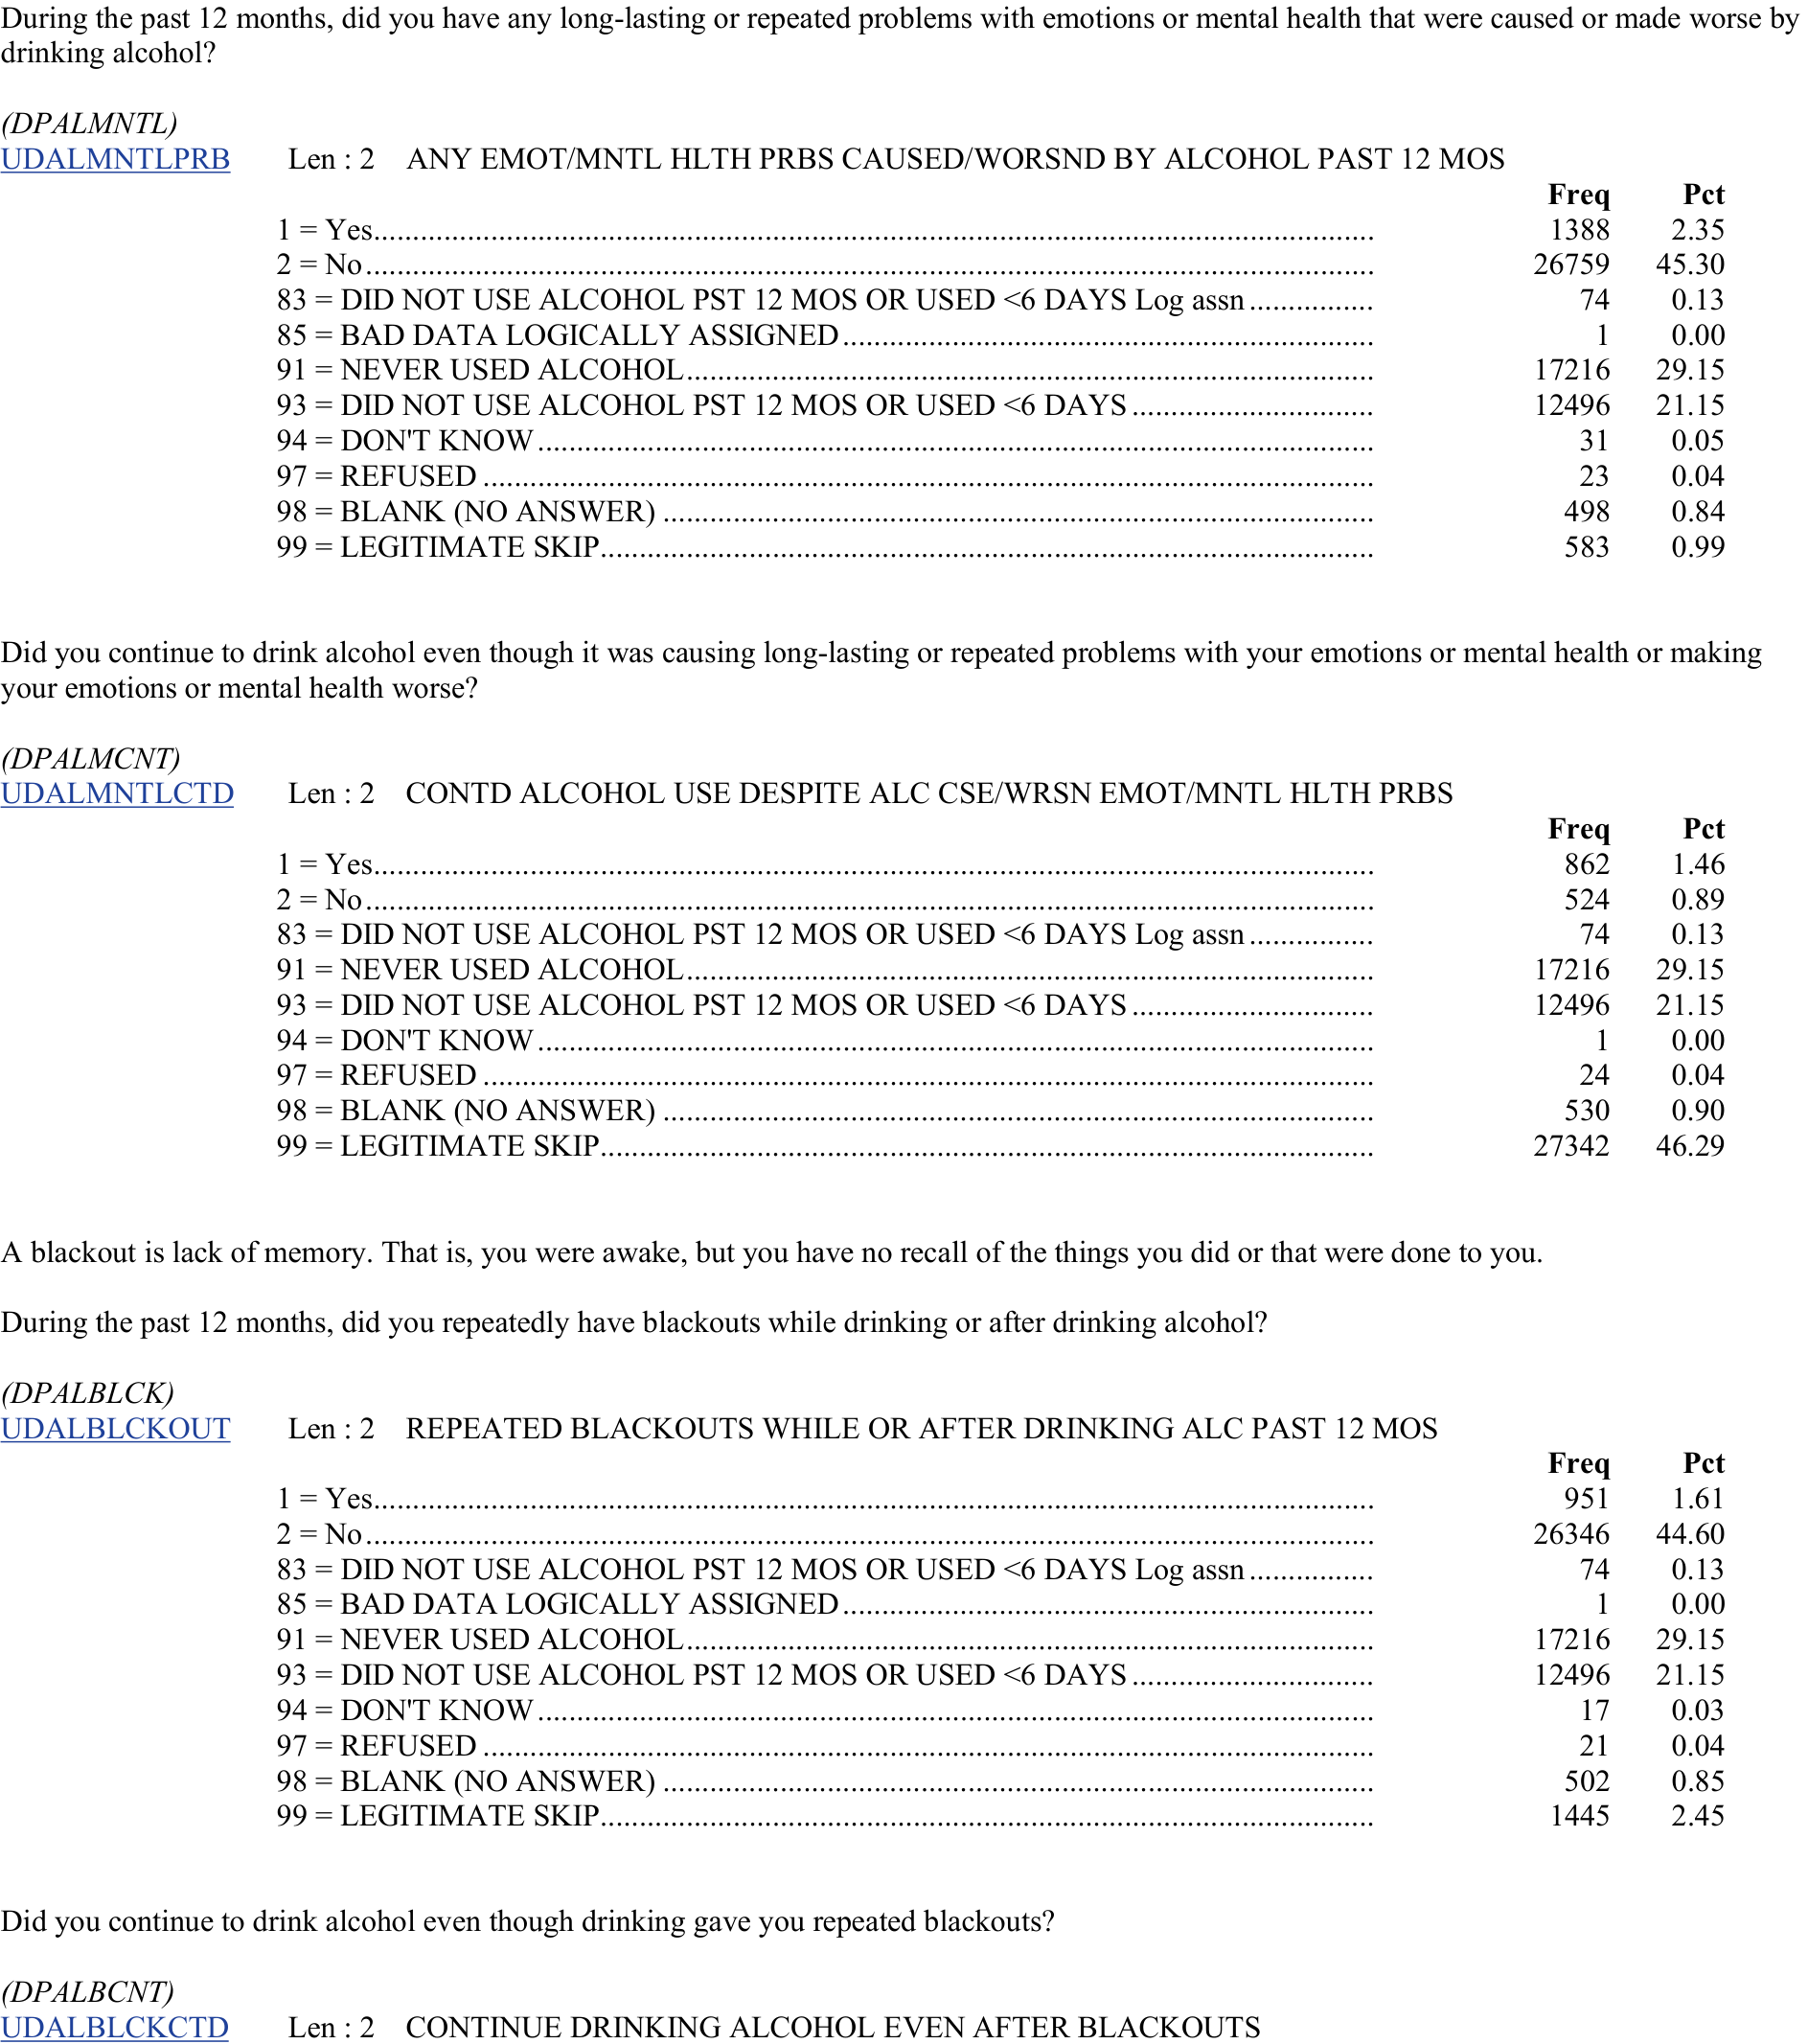 During the past 12 months, did you have any long-lasting or repeated problems with emotions or mental health that were caused or made worse by
drinking alcohol?
(DPALMNTL)
UDALMNTLPRB Len : 2 ANY EMOT/MNTL HLTH PRBS CAUSED/WORSND BY ALCOHOL PAST 12 MOS
Freq Pct
1 = Yes........................................................ 1388 2.35
2 = No........................................................ 26759 45.30
83 = DID NOT USE ALCOHOL PST 12 MOS OR USED <6 DAYS Log assn................ 74 0.13
85 = BAD DATA LOGICALLY ASSIGNED........................................ 1 0.00
91 = NEVER USED ALCOHOL........................................ 17216 29.15
93 = DID NOT USE ALCOHOL PST 12 MOS OR USED <6 DAYS................ 12496 21.15
94 = DON'T KNOW........................................ 31 0.05
97 = REFUSED........................................ 23 0.04
98 = BLANK (NO ANSWER)........................................ 498 0.84
99 = LEGITIMATE SKIP........................................ 583 0.99
Did you continue to drink alcohol even though it was causing long-lasting or repeated problems with your emotions or mental health or making
your emotions or mental health worse?
(DPALMCNT)
UDALMNTLCTD Len : 2 CONTD ALCOHOL USE DESPITE ALC CSE/WRSN EMOT/MNTL HLTH PRBS
Freq Pct
1 = Yes........................................................ 862 1.46
2 = No........................................................ 524 0.89
83 = DID NOT USE ALCOHOL PST 12 MOS OR USED <6 DAYS Log assn................ 74 0.13
91 = NEVER USED ALCOHOL........................................ 17216 29.15
93 = DID NOT USE ALCOHOL PST 12 MOS OR USED <6 DAYS................ 12496 21.15
94 = DON'T KNOW........................................ 1 0.00
97 = REFUSED........................................ 24 0.04
98 = BLANK (NO ANSWER)........................................ 530 0.90
99 = LEGITIMATE SKIP........................................ 27342 46.29
A blackout is lack of memory. That is, you were awake, but you have no recall of the things you did or that were done to you.
During the past 12 months, did you repeatedly have blackouts while drinking or after drinking alcohol?
(DPALBLCK)
UDALBLCKOUT Len : 2 REPEATED BLACKOUTS WHILE OR AFTER DRINKING ALC PAST 12 MOS
Freq Pct
1 = Yes........................................................ 951 1.61
2 = No........................................................ 26346 44.60
83 = DID NOT USE ALCOHOL PST 12 MOS OR USED <6 DAYS Log assn................ 74 0.13
85 = BAD DATA LOGICALLY ASSIGNED........................................ 1 0.00
91 = NEVER USED ALCOHOL........................................ 17216 29.15
93 = DID NOT USE ALCOHOL PST 12 MOS OR USED <6 DAYS................ 12496 21.15
94 = DON'T KNOW........................................ 17 0.03
97 = REFUSED........................................ 21 0.04
98 = BLANK (NO ANSWER)........................................ 502 0.85
99 = LEGITIMATE SKIP........................................ 1445 2.45
Did you continue to drink alcohol even though drinking gave you repeated blackouts?
(DPALBCNT)
UDALBLCKCTD Len : 2 CONTINUE DRINKING ALCOHOL EVEN AFTER BLACKOUTS